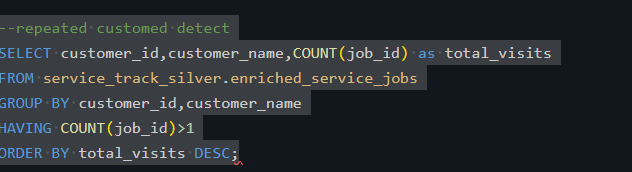 --repeated customed detect
SELECT customer_id,customer_name,COUNT(job_id) as total_visits
FROM service_track_silver.enriched_service_jobs
GROUP BY customer_id,customer_name
HAVING COUNT(job_id)>1
ORDER BY total_visits DESC;